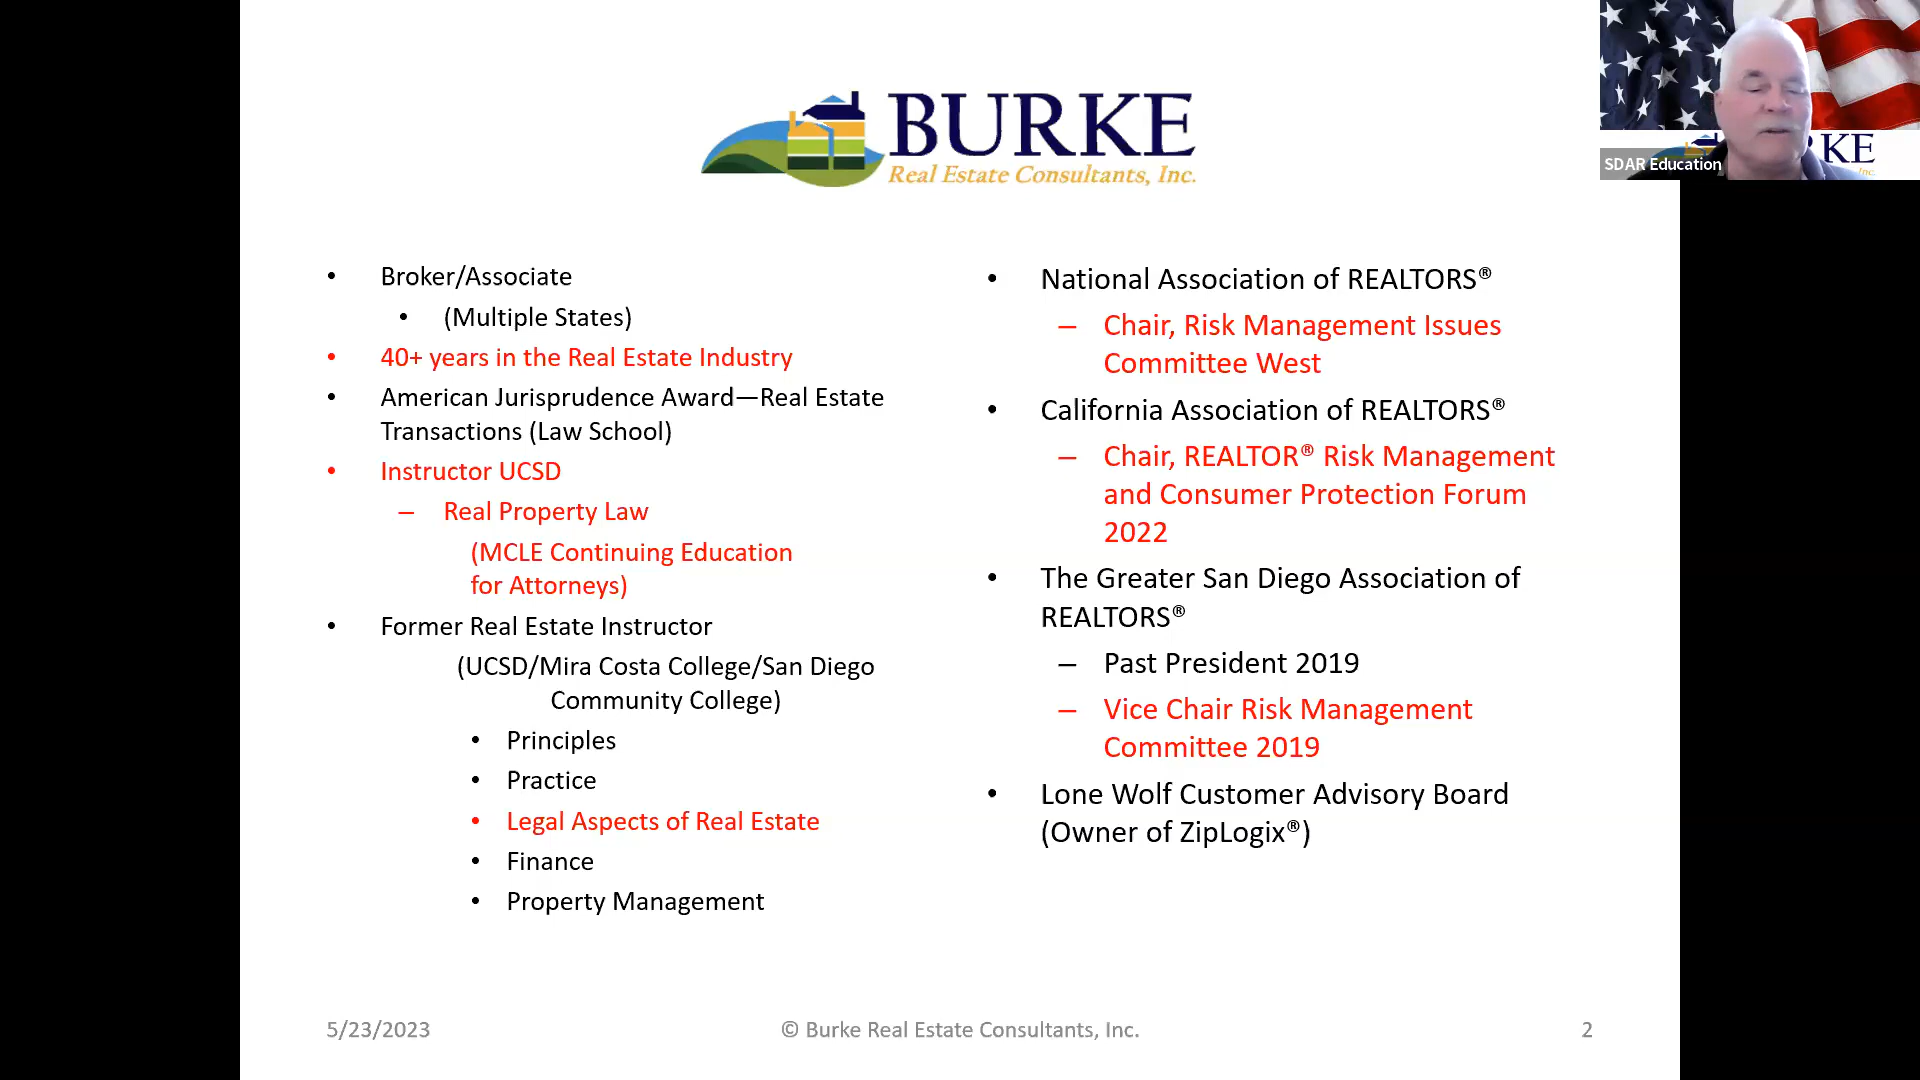 BURKE
Real Estate Consultants, Inc.
SDAR Education
KE
Inc.
• Broker/Associate
• (Multiple States)
• 40+ years in the Real Estate Industry
• American Jurisprudence Award—Real Estate
Transactions (Law School)
• Instructor UCSD
– Real Property Law
(MCLE Continuing Education
for Attorneys)
• Former Real Estate Instructor
(UCSD/Mira Costa College/San Diego
Community College)
• Principles
• Practice
• Legal Aspects of Real Estate
• Finance
• Property Management
• National Association of REALTORS®
– Chair, Risk Management Issues
Committee West
• California Association of REALTORS®
– Chair, REALTOR® Risk Management
and Consumer Protection Forum
2022
• The Greater San Diego Association of
REALTORS®
– Past President 2019
– Vice Chair Risk Management
Committee 2019
• Lone Wolf Customer Advisory Board
(Owner of ZipLogix®)
5/23/2023
© Burke Real Estate Consultants, Inc.
2